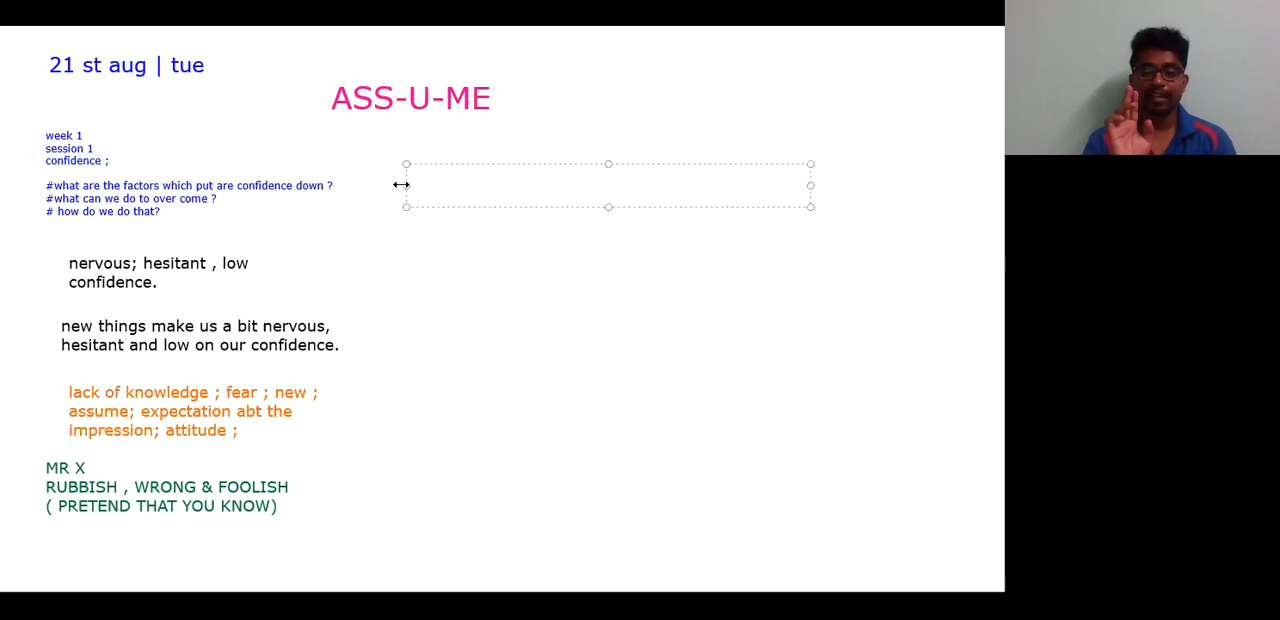 21 st aug | tue
ASS-U-ME
week 1
session 1
confidence ;
#what are the factors which put are confidence down ?
#what can we do to over come ?
# how do we do that?
nervous; hesitant , low
confidence.
new things make us a bit nervous,
hesitant and low on our confidence.
lack of knowledge ; fear ; new ;
assume; expectation abt the
impression; attitude ;
MR X
RUBBISH , WRONG & FOOLISH
( PRETEND THAT YOU KNOW)